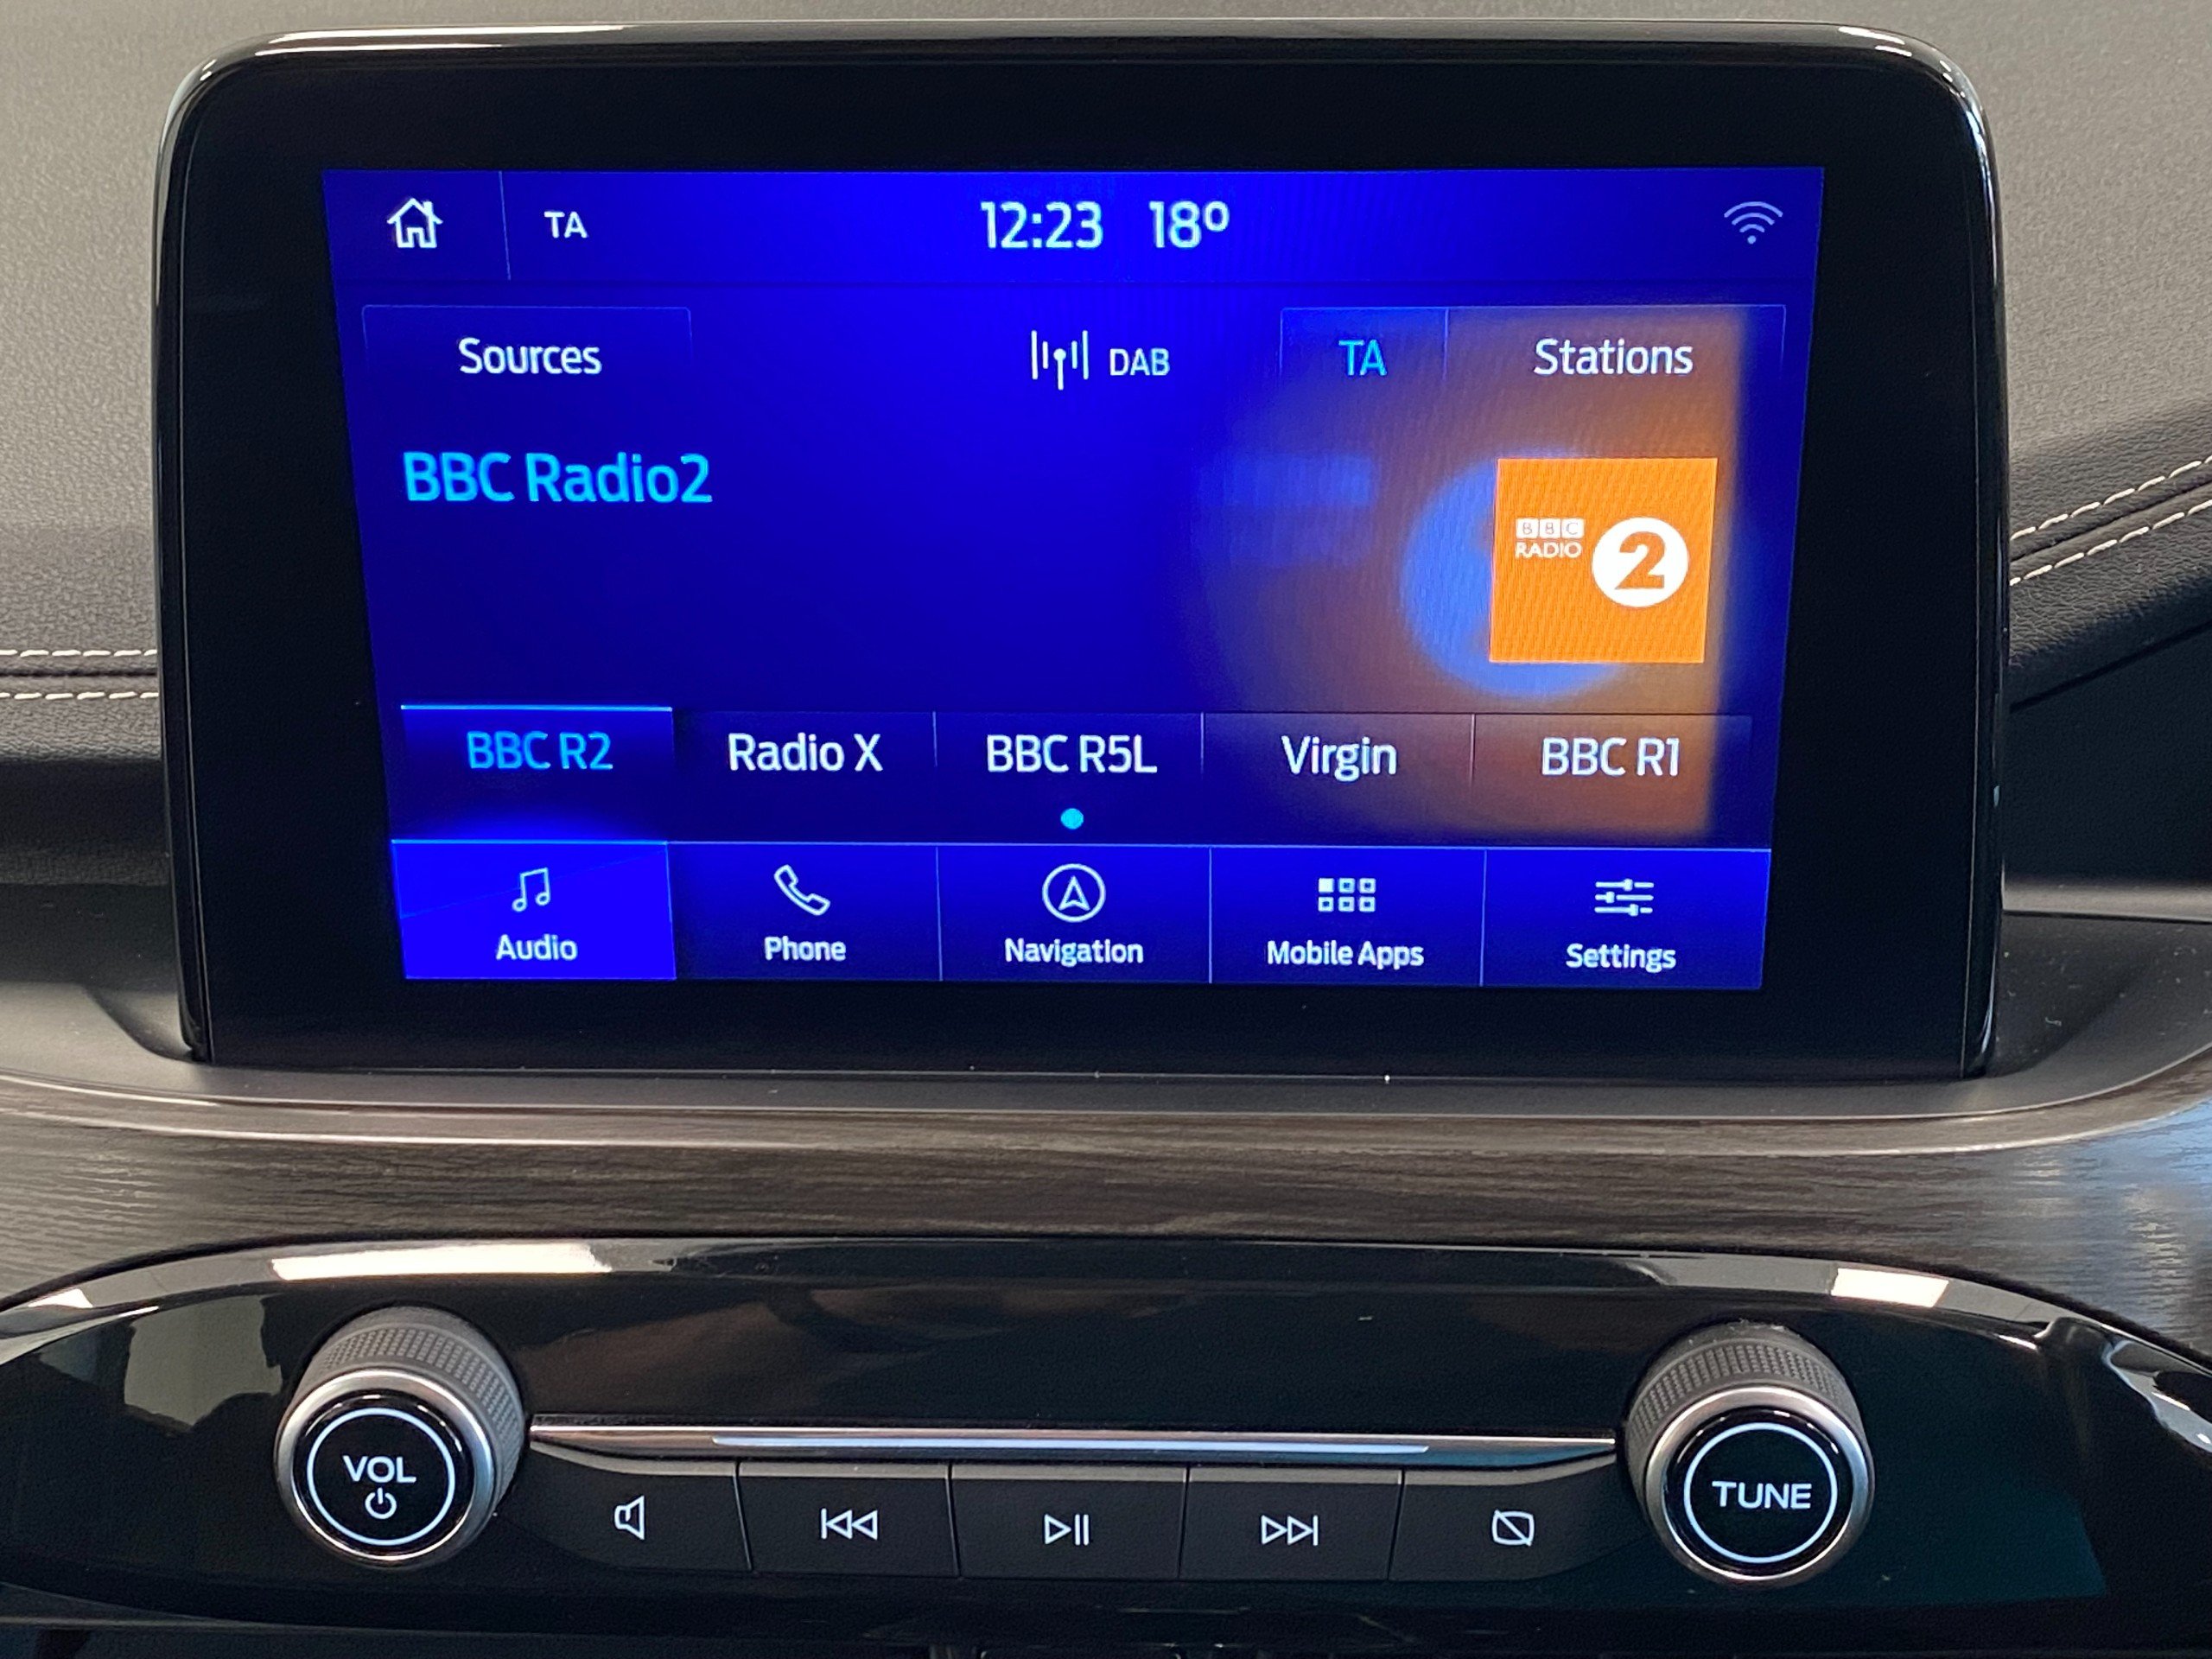 TA 12:23 18º
Sources DAB TA Stations
BBC Radio2
BBC
RADIO 2
BBC R2 Radio X BBC R5L Virgin BBC R1
Audio Phone Navigation Mobile Apps Settings
VOL
TUNE